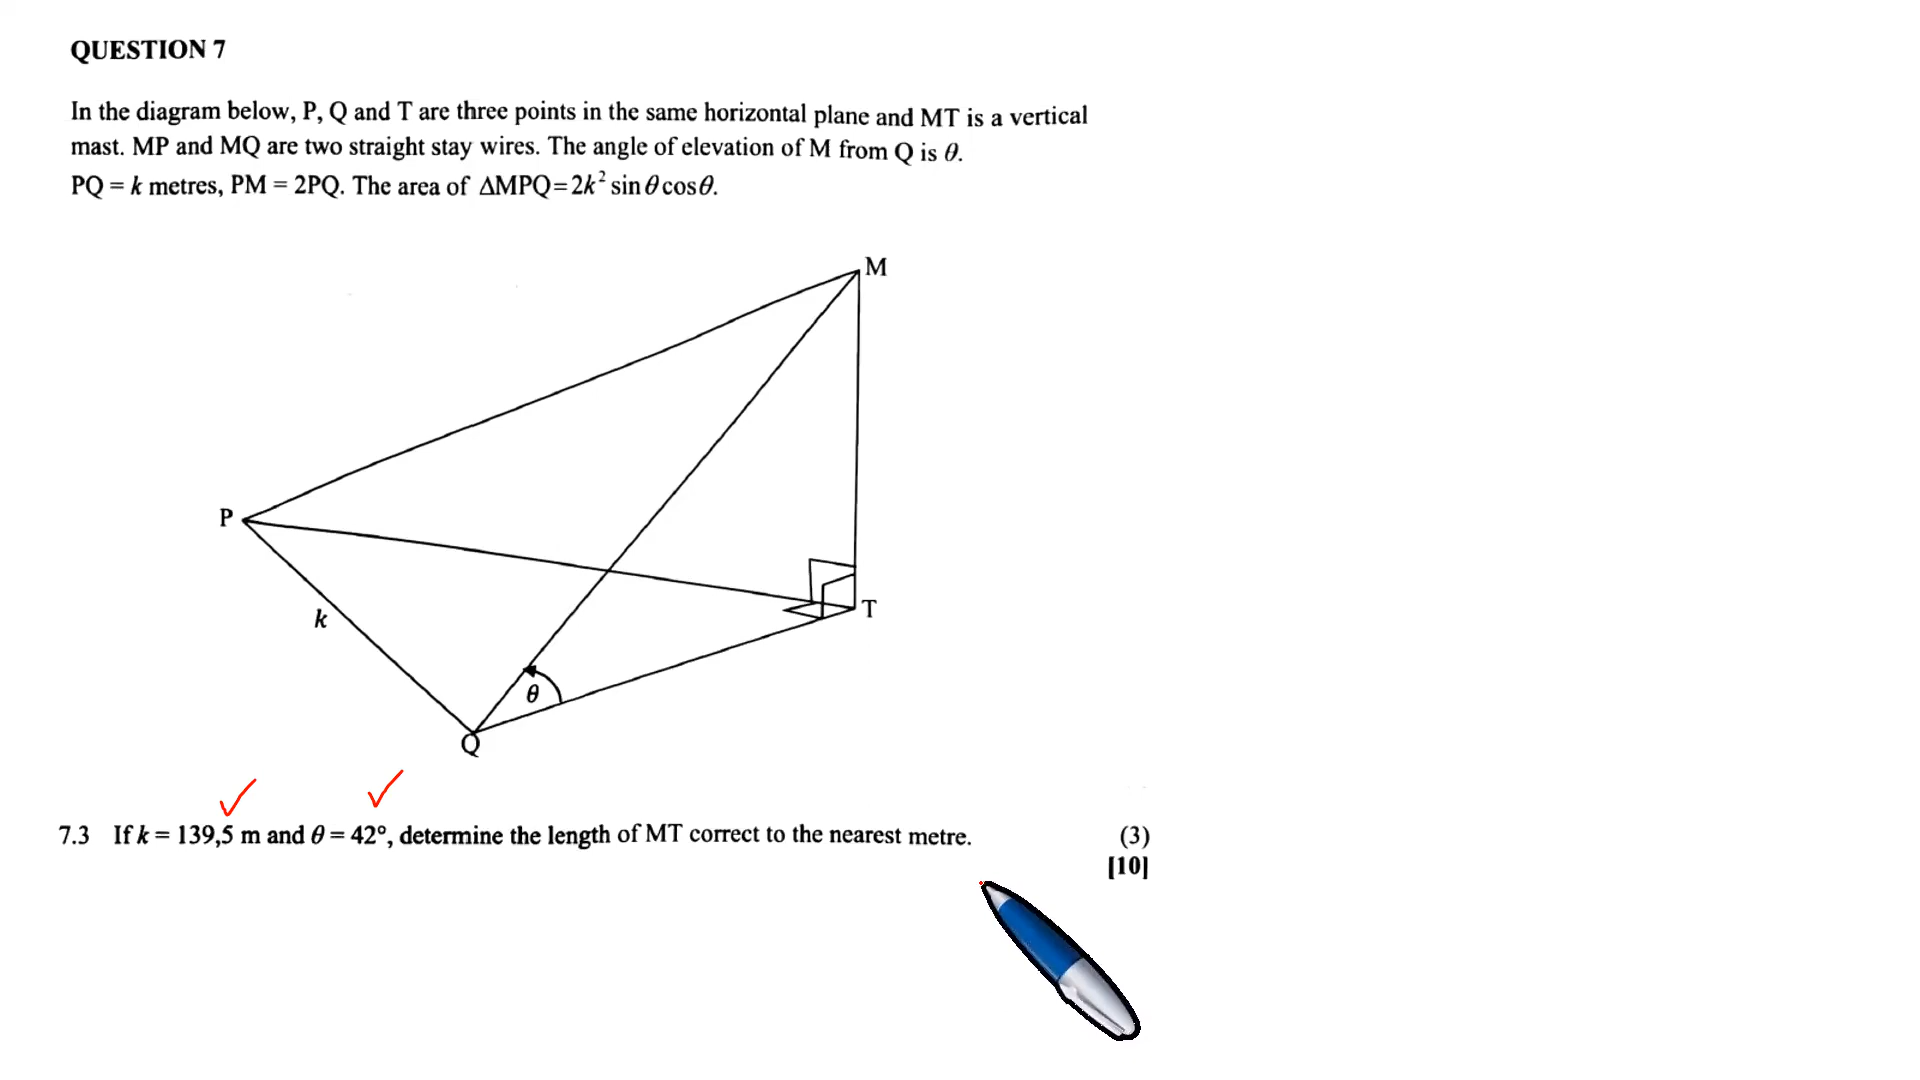 QUESTION 7
In the diagram below, P, Q and T are three points in the same horizontal plane and MT is a vertical
mast. MP and MQ are two straight stay wires. The angle of elevation of M from Q is θ.
PQ = k metres, PM = 2PQ. The area of ΔMPQ=2k² sinθcosθ.
M
P
k
T
θ
Q
7.3 If k = 139,5 m and θ = 42°, determine the length of MT correct to the nearest metre. (3)
[10]